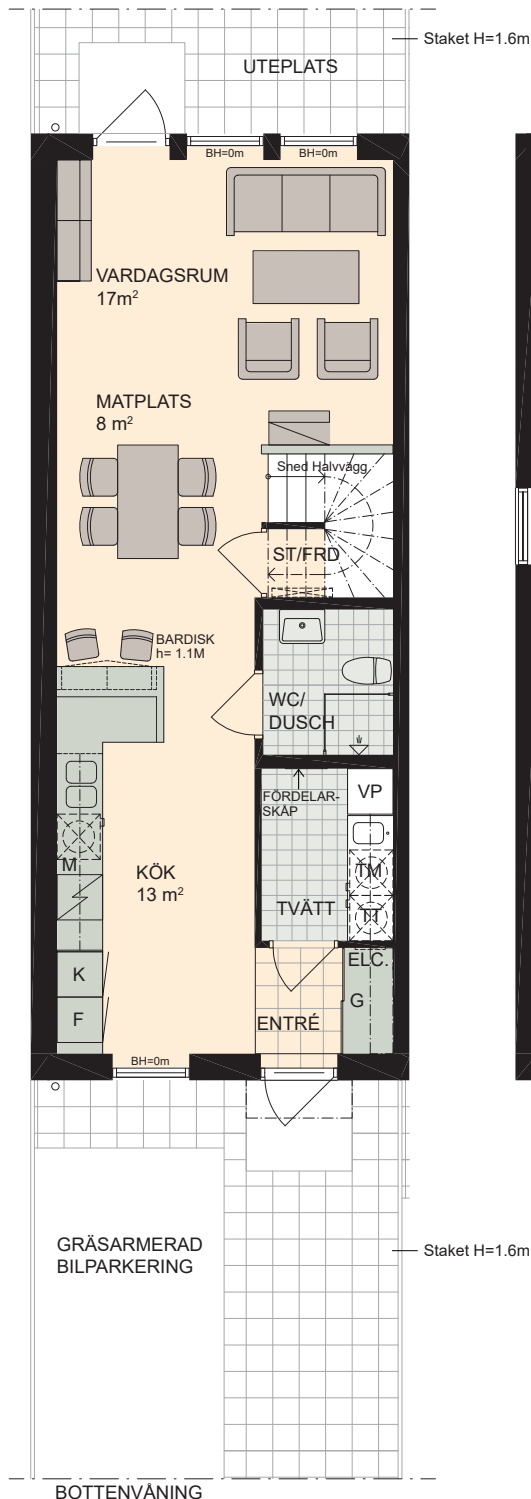 Staket H=1.6m
UTEPLATS
BH=0m
BH=0m
VARDAGSRUM
17m²
MATPLATS
8 m²
Sned Halvvägg
ST/FRD
BARDISK
h= 1.1M
WC/
DUSCH
FÖRDELAR-
SKÅP
VP
M
KÖK
13 m²
TM
TVÄTT
TT
ELC.
K
G
F
ENTRÉ
BH=0m
GRÄSARMERAD
BILPARKERING
Staket H=1.6m
BOTTENVÅNING